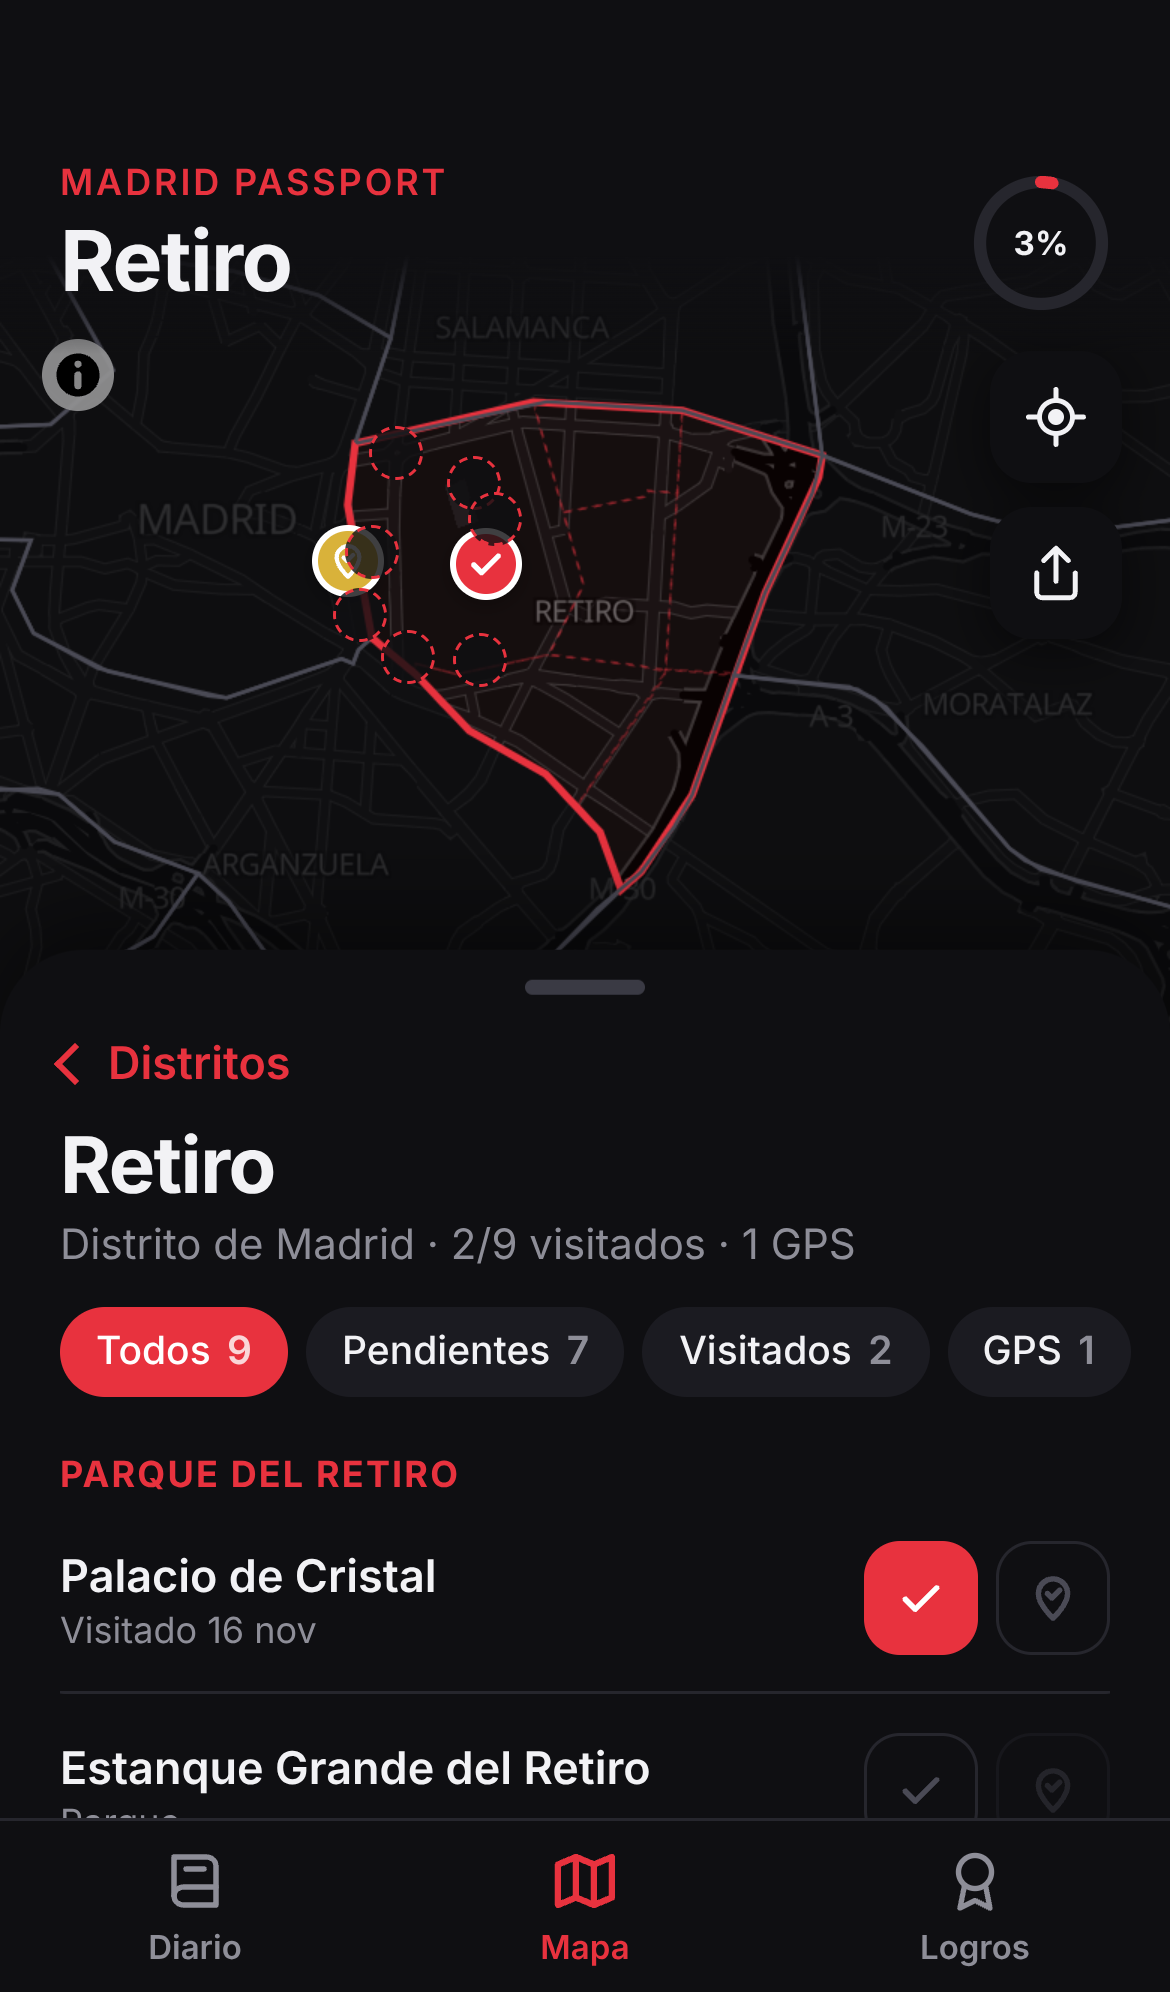 MADRID PASSPORT
Retiro
3%
SALAMANCA
MADRID
M-23
RETIRO
A-3
MORATALAZ
ARGANZUELA
M-30
M-30
Distritos
Retiro
Distrito de Madrid · 2/9 visitados · 1 GPS
Todos 9
Pendientes 7
Visitados 2
GPS 1
PARQUE DEL RETIRO
Palacio de Cristal
Visitado 16 nov
Estanque Grande del Retiro
Parque
Diario
Mapa
Logros